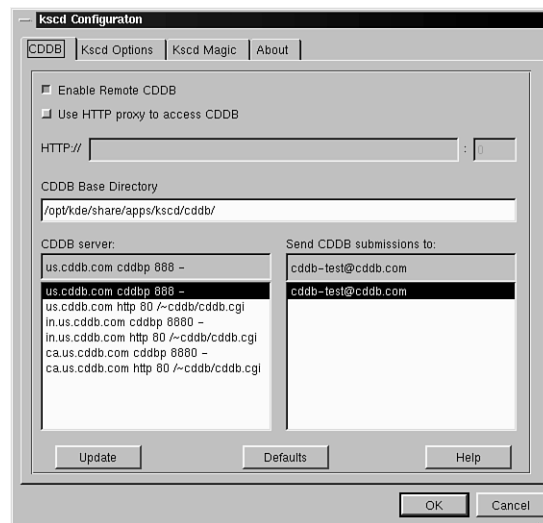 kscd Configuraton
CDDB Kscd Options Kscd Magic About
Enable Remote CDDB
Use HTTP proxy to access CDDB
HTTP:// : 0
CDDB Base Directory
/opt/kde/share/apps/kscd/cddb/
CDDB server: Send CDDB submissions to:
us.cddb.com cddbp 888 - cddb-test@cddb.com
us.cddb.com cddbp 888 - cddb-test@cddb.com
us.cddb.com http 80 /~cddb/cddb.cgi
in.us.cddb.com cddbp 8880 -
in.us.cddb.com http 80 /~cddb/cddb.cgi
ca.us.cddb.com cddbp 8880 -
ca.us.cddb.com http 80 /~cddb/cddb.cgi
Update Defaults Help
OK Cancel